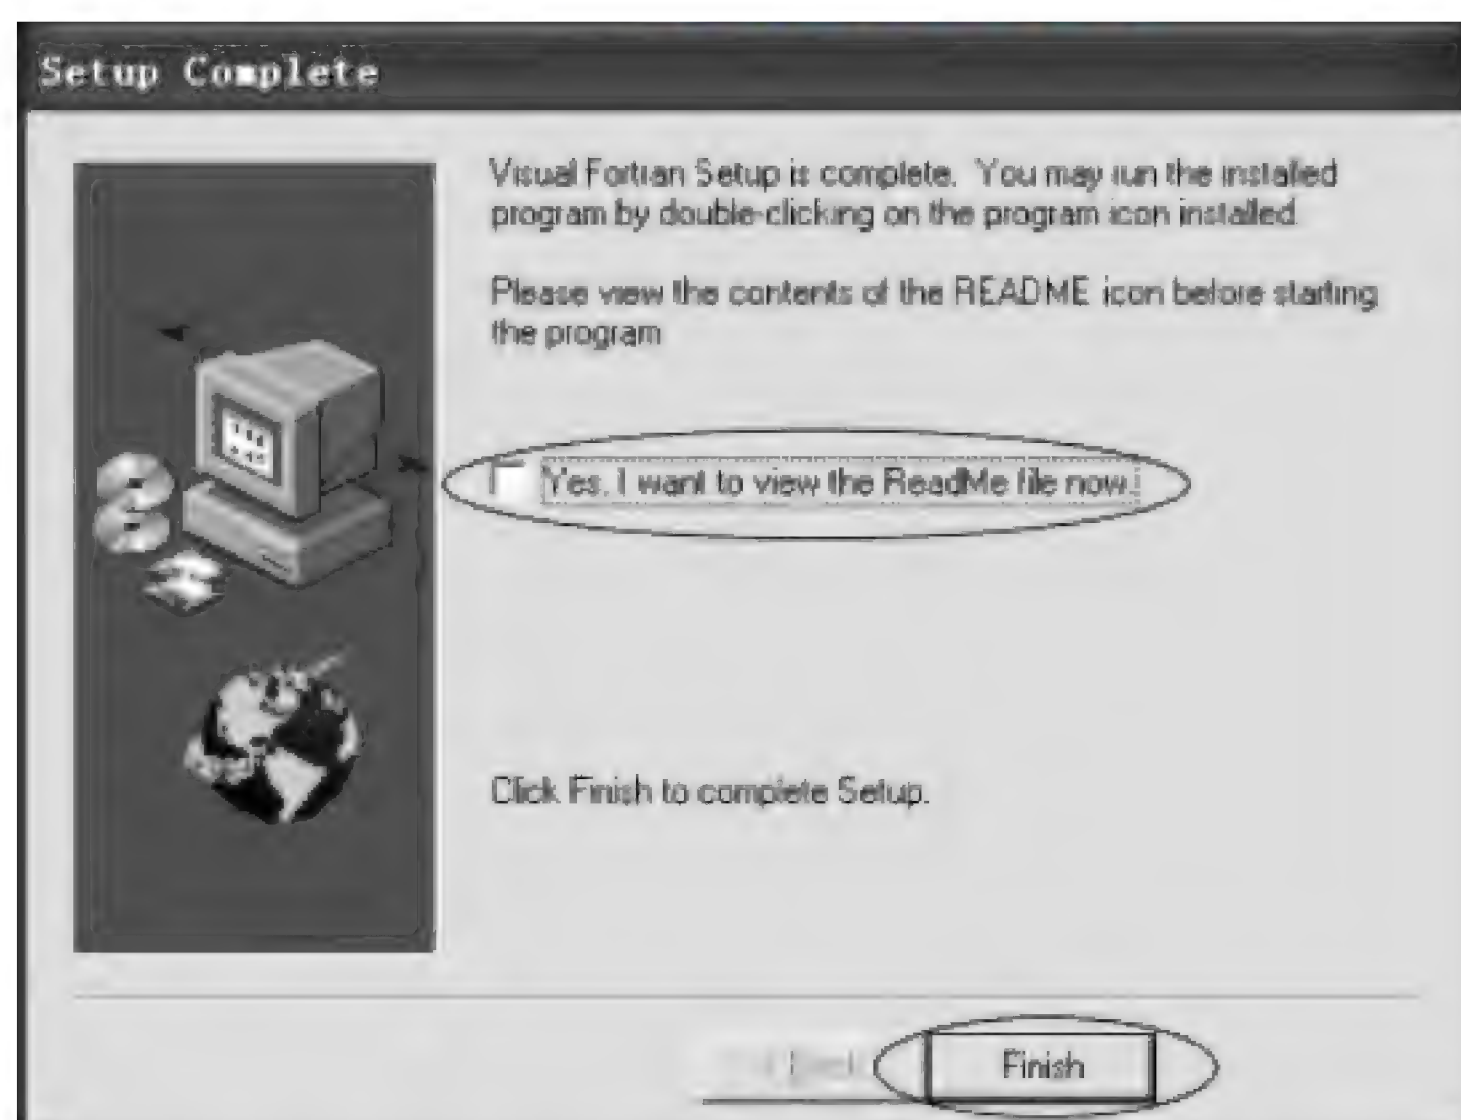 Setup Complete
Visual Fortran Setup is complete. You may run the installed
program by double-clicking on the program icon installed.
Please view the contents of the README icon before starting
the program
Yes, I want to view the ReadMe file now.
Click Finish to complete Setup.
< Back
Finish